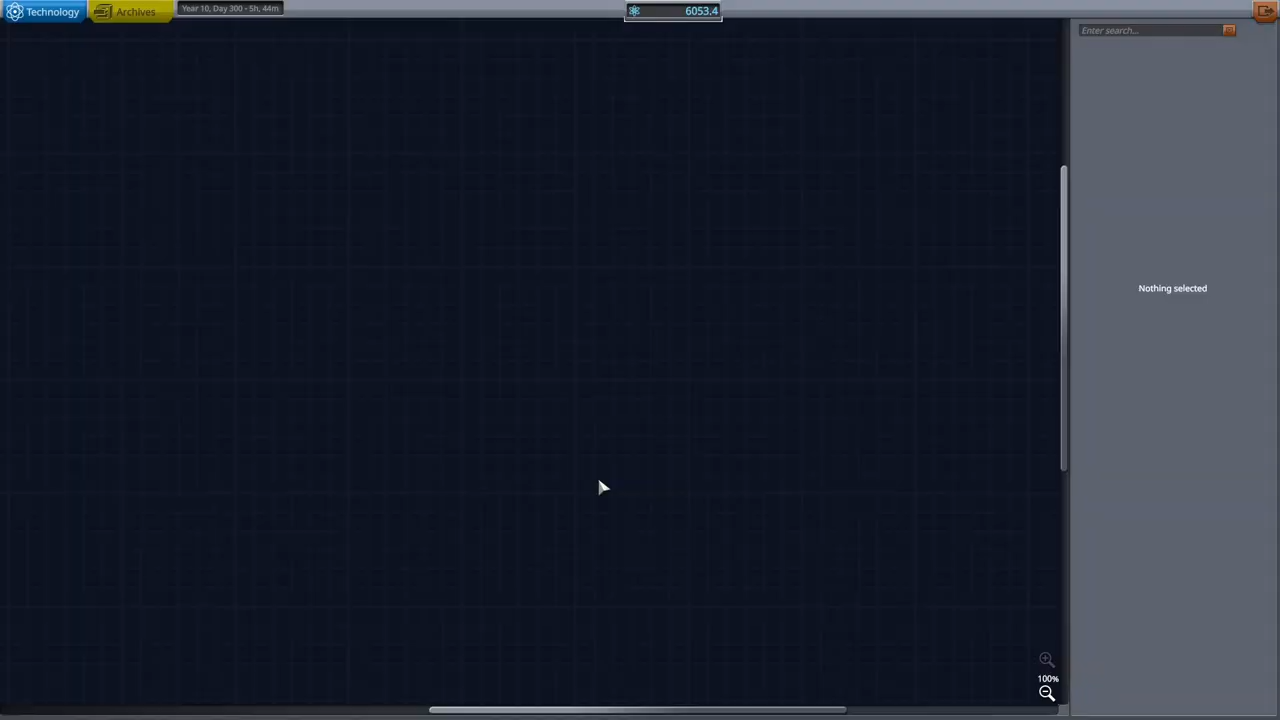 Technology
Archives
Year 10, Day 300 - 5h, 44m
6053.4
Enter search...
Nothing selected
100%